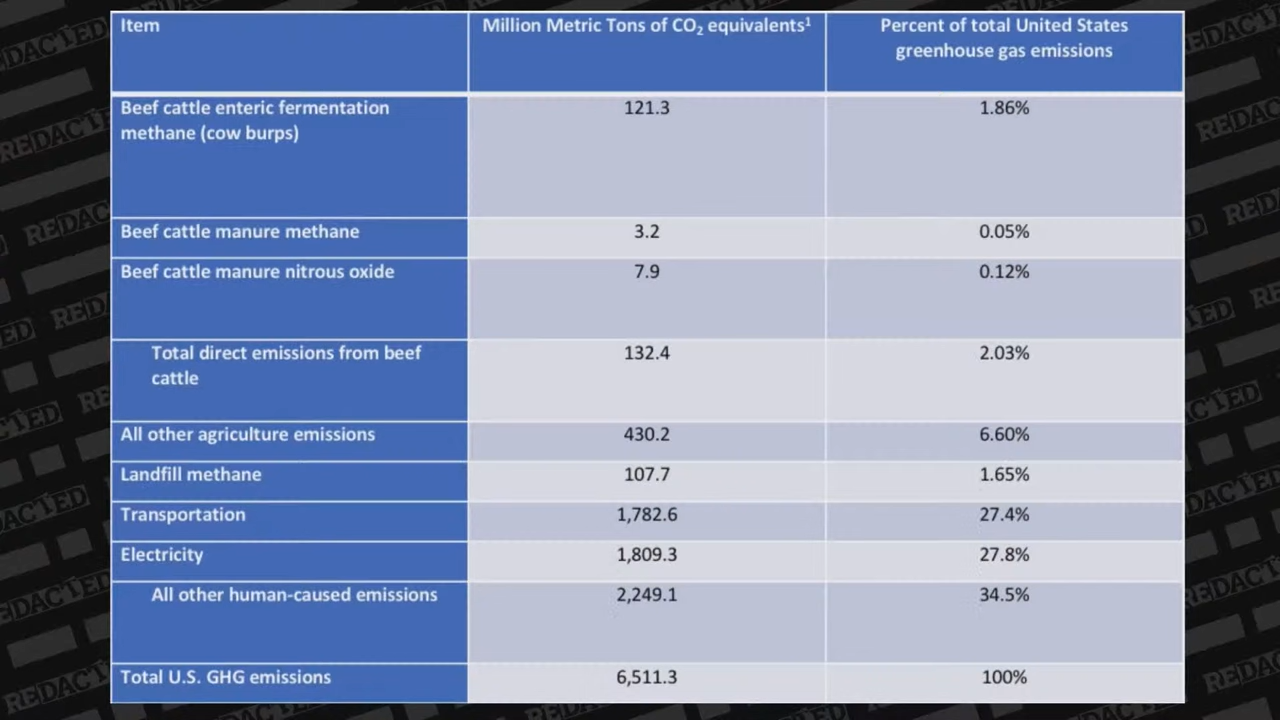 Item Million Metric Tons of CO₂ equivalents¹ Percent of total United States
greenhouse gas emissions
Beef cattle enteric fermentation 121.3 1.86%
methane (cow burps)
Beef cattle manure methane 3.2 0.05%
Beef cattle manure nitrous oxide 7.9 0.12%
Total direct emissions from beef 132.4 2.03%
cattle
All other agriculture emissions 430.2 6.60%
Landfill methane 107.7 1.65%
Transportation 1,782.6 27.4%
Electricity 1,809.3 27.8%
All other human-caused emissions 2,249.1 34.5%
Total U.S. GHG emissions 6,511.3 100%
REDACTED